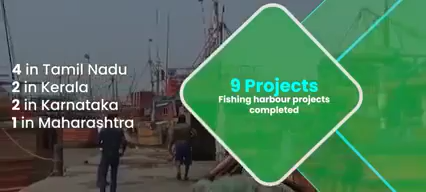 4 in Tamil Nadu
2 in Kerala
2 in Karnataka
1 in Maharashtra
9 Projects
Fishing harbour projects
completed